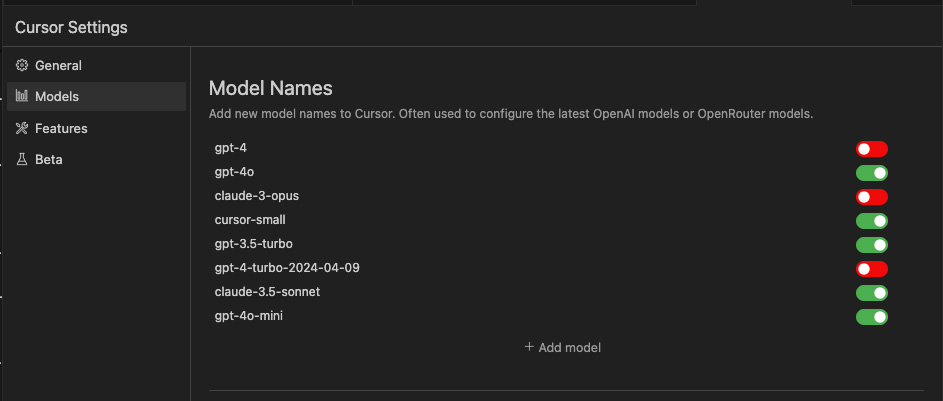 Cursor Settings
General
Models
Features
Beta
Model Names
Add new model names to Cursor. Often used to configure the latest OpenAI models or OpenRouter models.
gpt-4
gpt-4o
claude-3-opus
cursor-small
gpt-3.5-turbo
gpt-4-turbo-2024-04-09
claude-3.5-sonnet
gpt-4o-mini
+ Add model